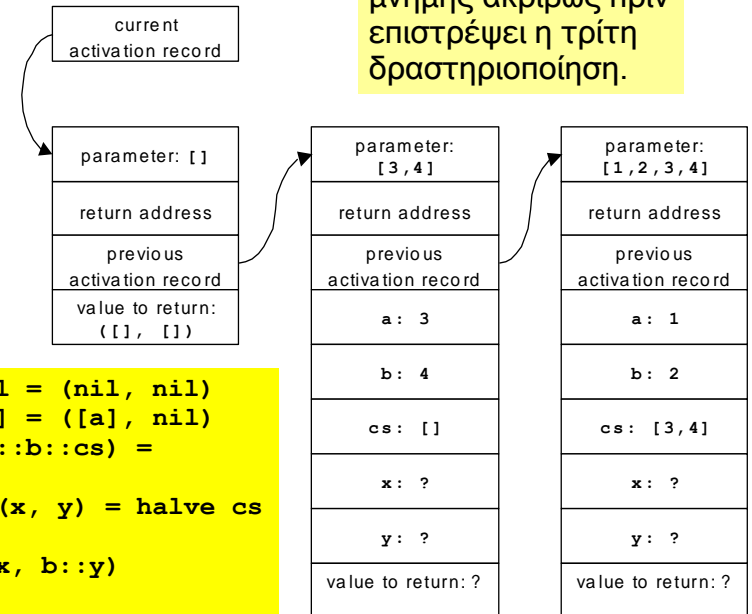 μνήμης ακριβώς πριν
επιστρέψει η τρίτη
δραστηριοποίηση.
current
activation record
parameter: []
return address
previous
activation record
value to return:
([], [])
parameter:
[3,4]
return address
previous
activation record
a: 3
b: 4
cs: []
x: ?
y: ?
value to return: ?
parameter:
[1,2,3,4]
return address
previous
activation record
a: 1
b: 2
cs: [3,4]
x: ?
y: ?
value to return: ?
l = (nil, nil)
] = ([a], nil)
::b::cs) =
(x, y) = halve cs
x, b::y)